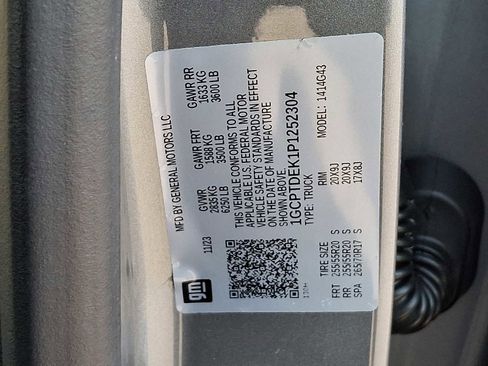 gm
MFD BY GENERAL MOTORS LLC
11/23
GVWR
2835 KG
6250 LB
GAWR FRT
1588 KG
3500 LB
GAWR RR
1633 KG
3600 LB
THIS VEHICLE CONFORMS TO ALL
APPLICABLE U.S. FEDERAL MOTOR
VEHICLE SAFETY STANDARDS IN EFFECT
ON THE DATE OF MANUFACTURE
SHOWN ABOVE.
1GCPTDEK1P1252304
TYPE: TRUCK
MODEL: 1414G43
TIRE SIZE RIM
FRT 255/55R20 S 20X9J
RR 255/55R20 S 20X9J
SPA 265/70R17 S 17X8J